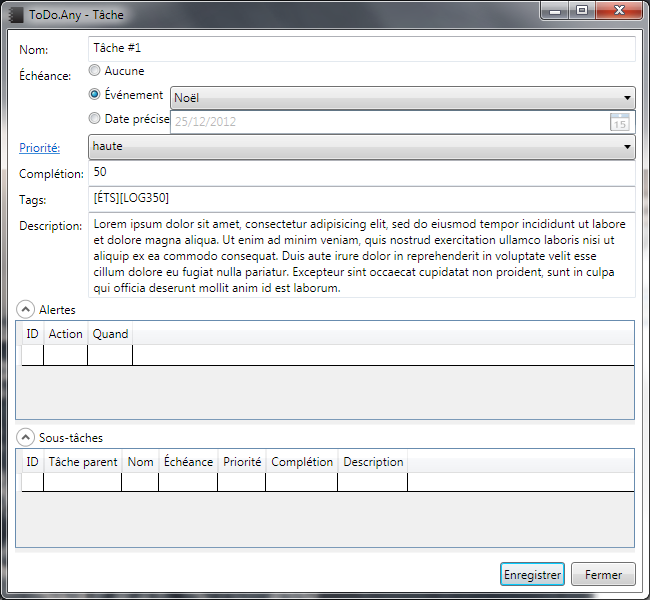 ToDo.Any - Tâche
Nom: Tâche #1
Échéance: Aucune
Événement Noël
Date précise 25/12/2012
15
Priorité: haute
Complétion: 50
Tags: [ÉTS][LOG350]
Description: Lorem ipsum dolor sit amet, consectetur adipisicing elit, sed do eiusmod tempor incididunt ut labore
et dolore magna aliqua. Ut enim ad minim veniam, quis nostrud exercitation ullamco laboris nisi ut
aliquip ex ea commodo consequat. Duis aute irure dolor in reprehenderit in voluptate velit esse
cillum dolore eu fugiat nulla pariatur. Excepteur sint occaecat cupidatat non proident, sunt in culpa
qui officia deserunt mollit anim id est laborum.
Alertes
ID Action Quand
Sous-tâches
ID Tâche parent Nom Échéance Priorité Complétion Description
Enregistrer Fermer